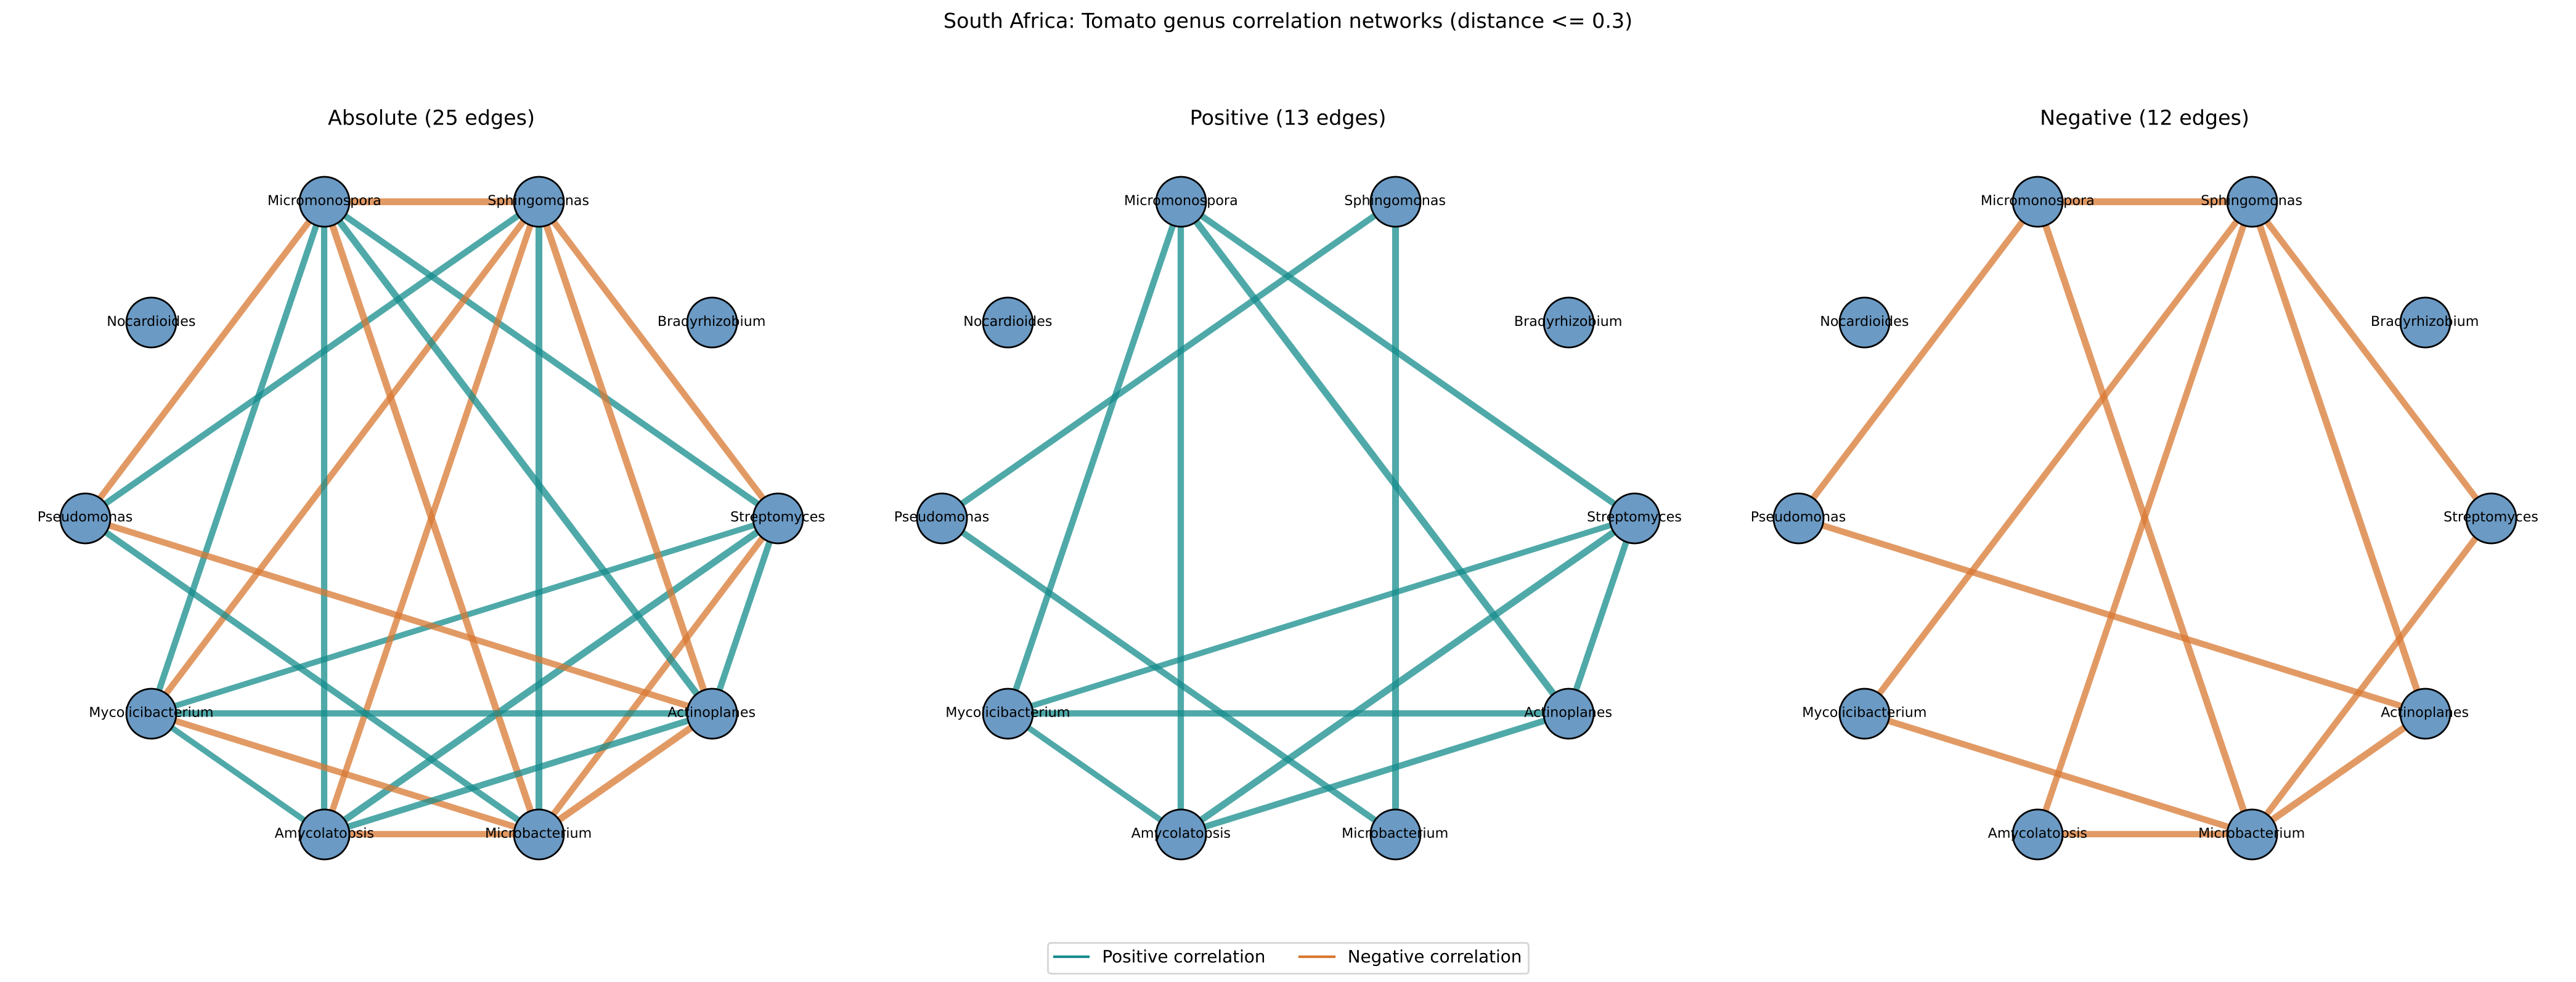 South Africa: Tomato genus correlation networks (distance <= 0.3)
Absolute (25 edges)
Micromonospora
Sphingomonas
Nocardioides
Bradyrhizobium
Pseudomonas
Streptomyces
Mycolicibacterium
Actinoplanes
Amycolatopsis
Microbacterium
Positive (13 edges)
Micromonospora
Sphingomonas
Nocardioides
Bradyrhizobium
Pseudomonas
Streptomyces
Mycolicibacterium
Actinoplanes
Amycolatopsis
Microbacterium
Negative (12 edges)
Micromonospora
Sphingomonas
Nocardioides
Bradyrhizobium
Pseudomonas
Streptomyces
Mycolicibacterium
Actinoplanes
Amycolatopsis
Microbacterium
Positive correlation
Negative correlation